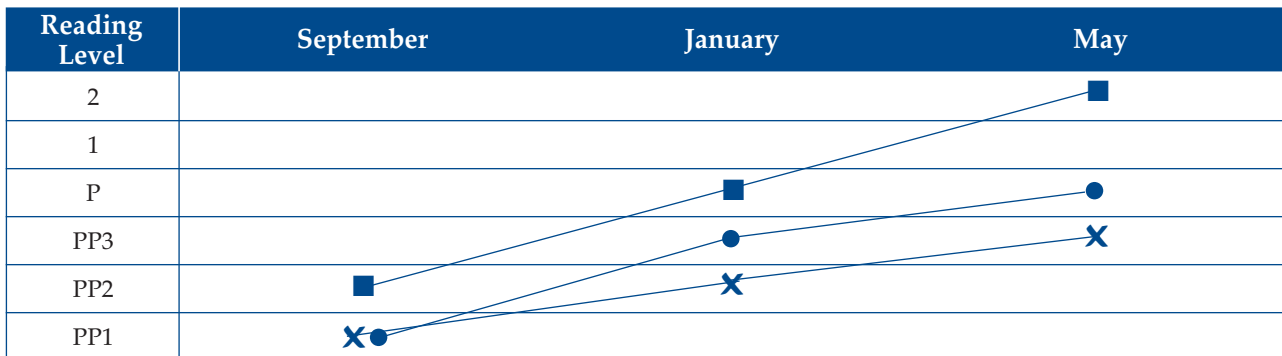 Reading
Level
September
January
May
2
1
P
PP3
PP2
PP1